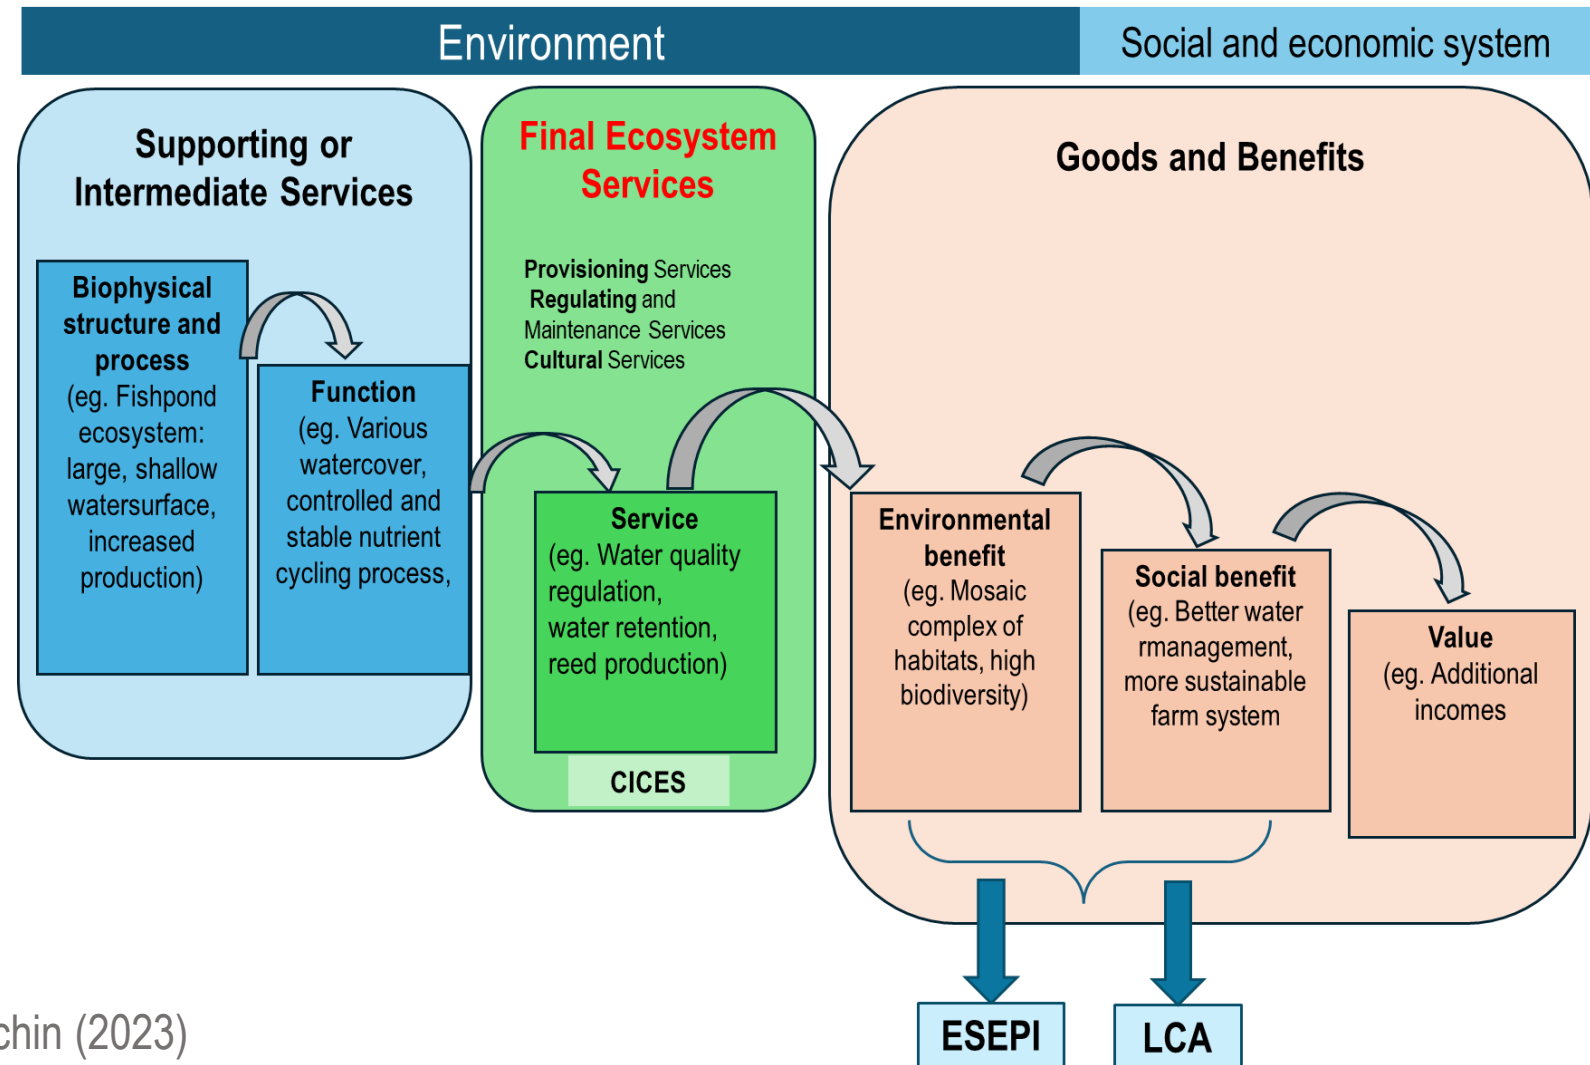 Environment
Social and economic system
Supporting or
Intermediate Services
Biophysical
structure and
process
(eg. Fishpond
ecosystem:
large, shallow
watersurface,
increased
production)
Function
(eg. Various
watercover,
controlled and
stable nutrient
cycling process,
Final Ecosystem
Services
Provisioning Services
Regulating and
Maintenance Services
Cultural Services
Service
(eg. Water quality
regulation,
water retention,
reed production)
CICES
Goods and Benefits
Environmental
benefit
(eg. Mosaic
complex of
habitats, high
biodiversity)
Social benefit
(eg. Better water
rmanagement,
more sustainable
farm system
Value
(eg. Additional
incomes
ESEPI
LCA
chin (2023)